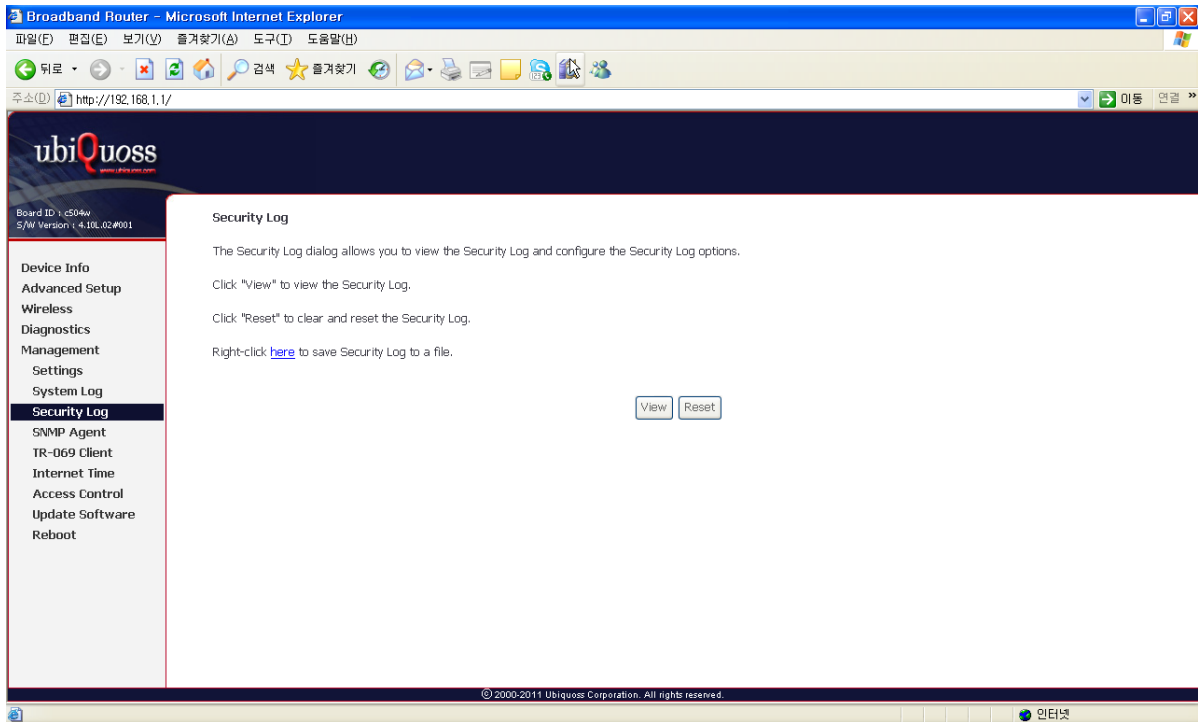 Broadband Router - Microsoft Internet Explorer
파일(F) 편집(E) 보기(V) 즐겨찾기(A) 도구(T) 도움말(H)
뒤로 검색 즐겨찾기
주소(D) http://192.168.1.1/ 이동 연결 »
ubiQuoss
www.ubiquoss.com
Board ID : c504w
S/W Version : 4.10L.02#001
Device Info
Advanced Setup
Wireless
Diagnostics
Management
Settings
System Log
Security Log
SNMP Agent
TR-069 Client
Internet Time
Access Control
Update Software
Reboot
Security Log
The Security Log dialog allows you to view the Security Log and configure the Security Log options.
Click "View" to view the Security Log.
Click "Reset" to clear and reset the Security Log.
Right-click here to save Security Log to a file.
View Reset
© 2000-2011 Ubiquoss Corporation. All rights reserved.
인터넷